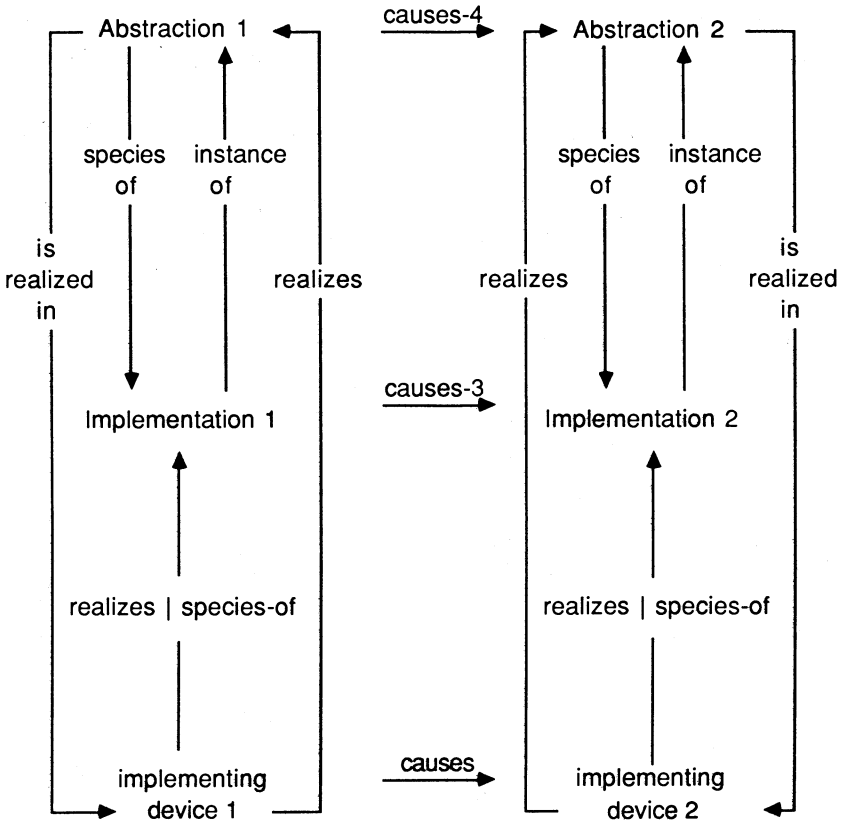 Abstraction 1
causes-4
Abstraction 2
species of
instance of
species of
instance of
is realized in
realizes
realizes
is realized in
causes-3
Implementation 1
Implementation 2
realizes | species-of
realizes | species-of
causes
implementing
device 1
implementing
device 2